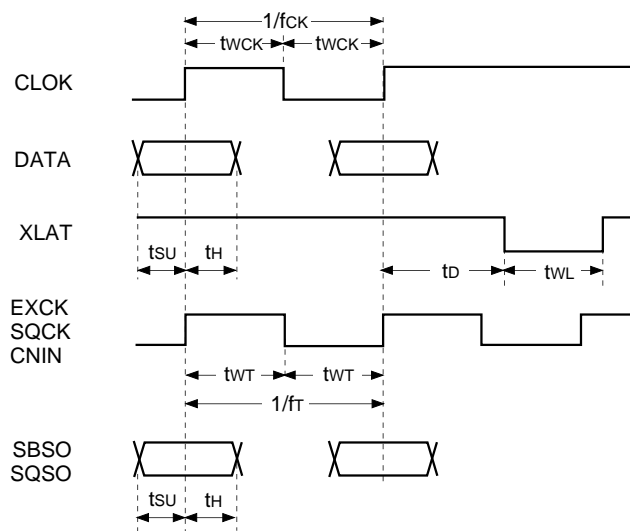 1/fCK
tWCK tWCK
CLOK
DATA
XLAT
tSU tH tD tWL
EXCK
SQCK
CNIN
tWT tWT
1/fT
SBSO
SQSO
tSU tH